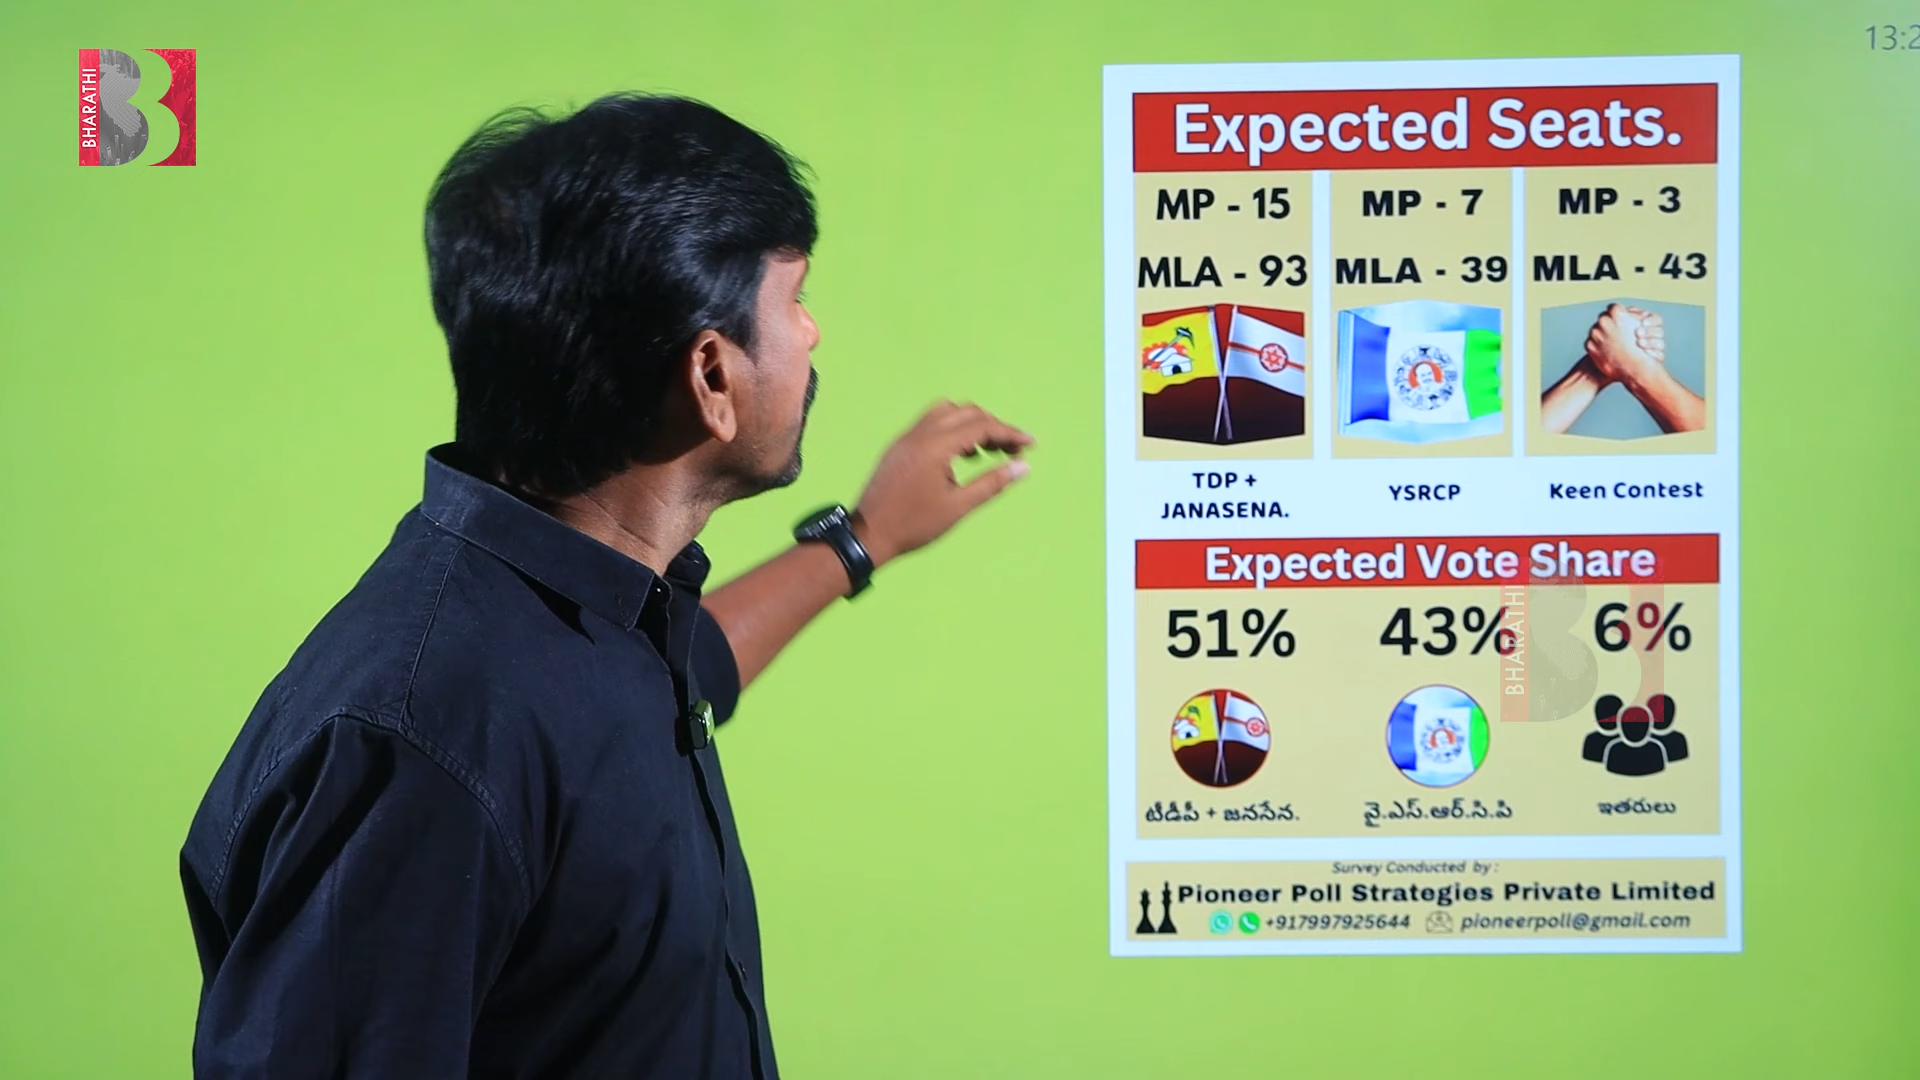 BHARATHI
13:2
Expected Seats.
MP - 15
MLA - 93
TDP +
JANASENA.
MP - 7
MLA - 39
YSRCP
MP - 3
MLA - 43
Keen Contest
Expected Vote Share
51%
43%
6%
టీడీపీ + జనసేన.
వై.ఎస్.ఆర్.సి.పి
ఇతరులు
BHARATHI
Survey Conducted by :
Pioneer Poll Strategies Private Limited
+917997925644
pioneerpoll@gmail.com